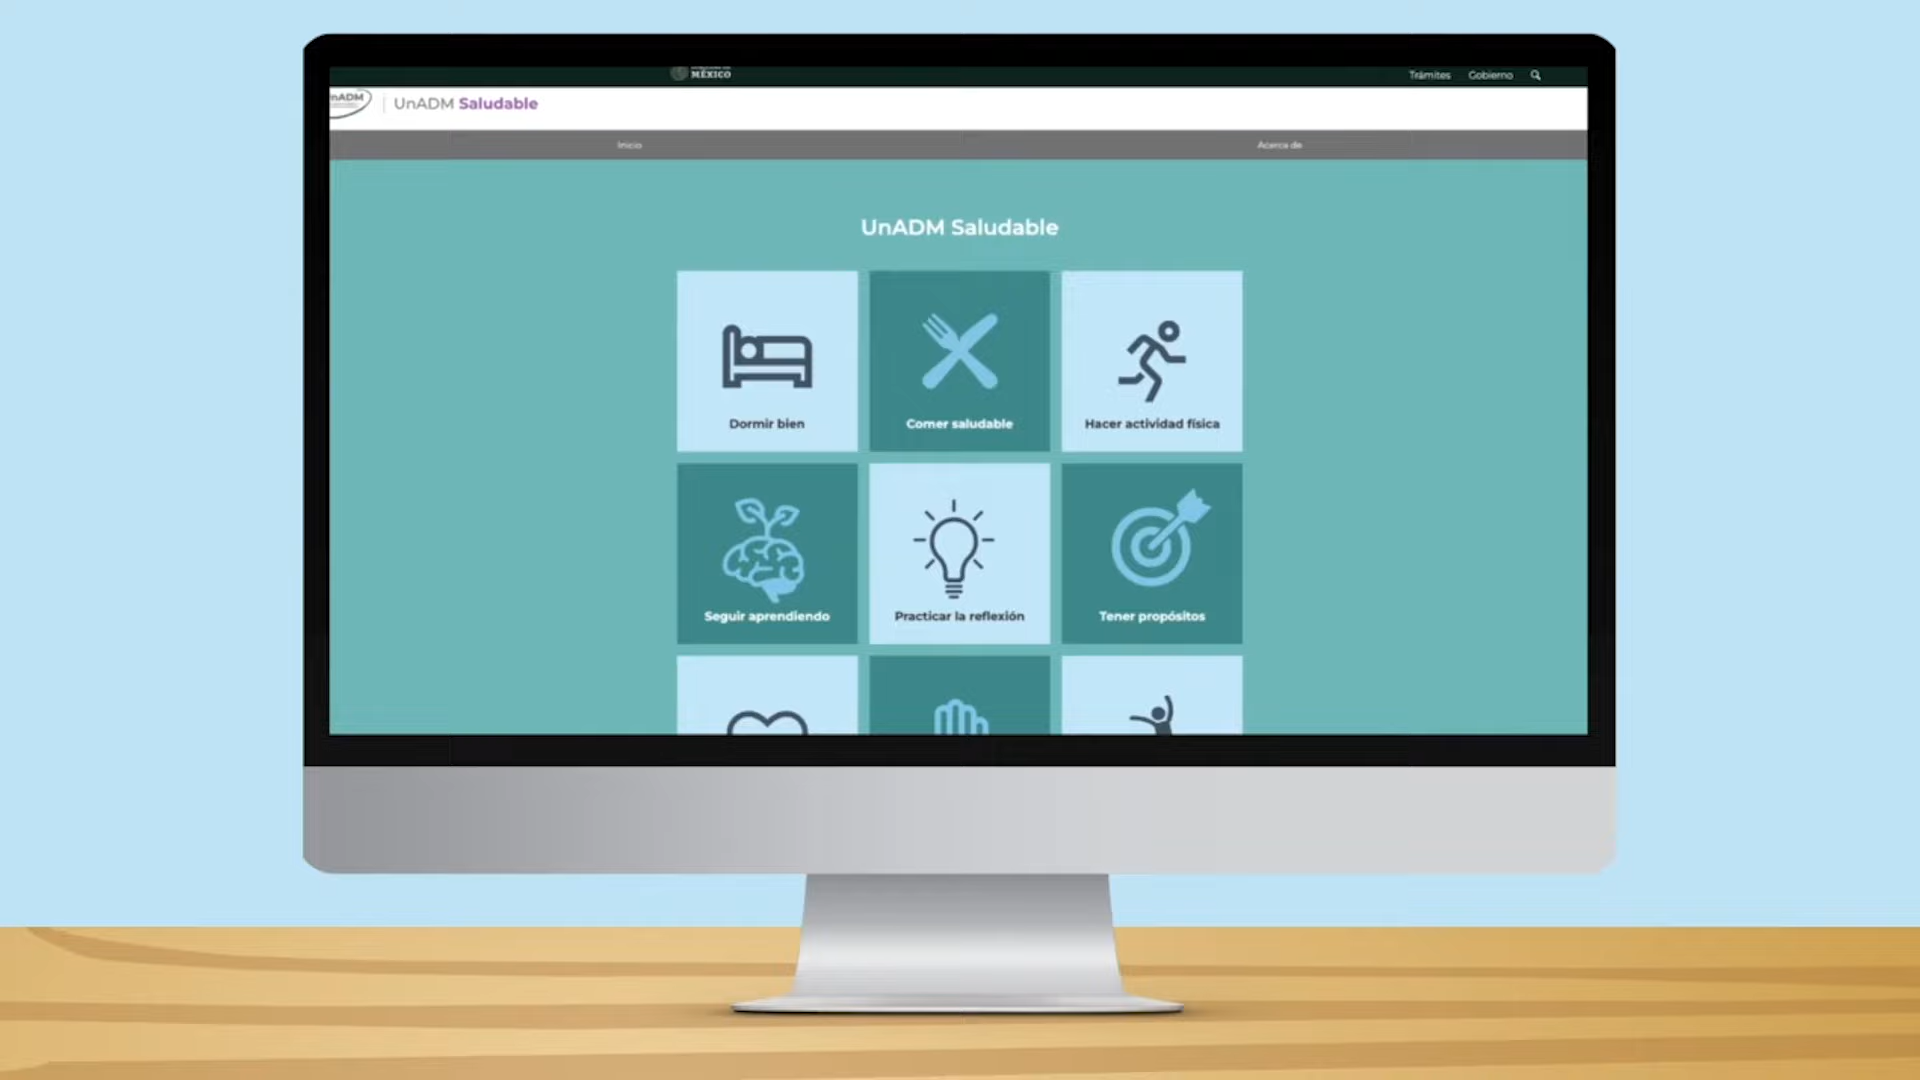 MÉXICO
Trámites Gobierno
UnADM Saludable
Inicio Acerca de
UnADM Saludable
Dormir bien Comer saludable Hacer actividad física
Seguir aprendiendo Practicar la reflexión Tener propósitos